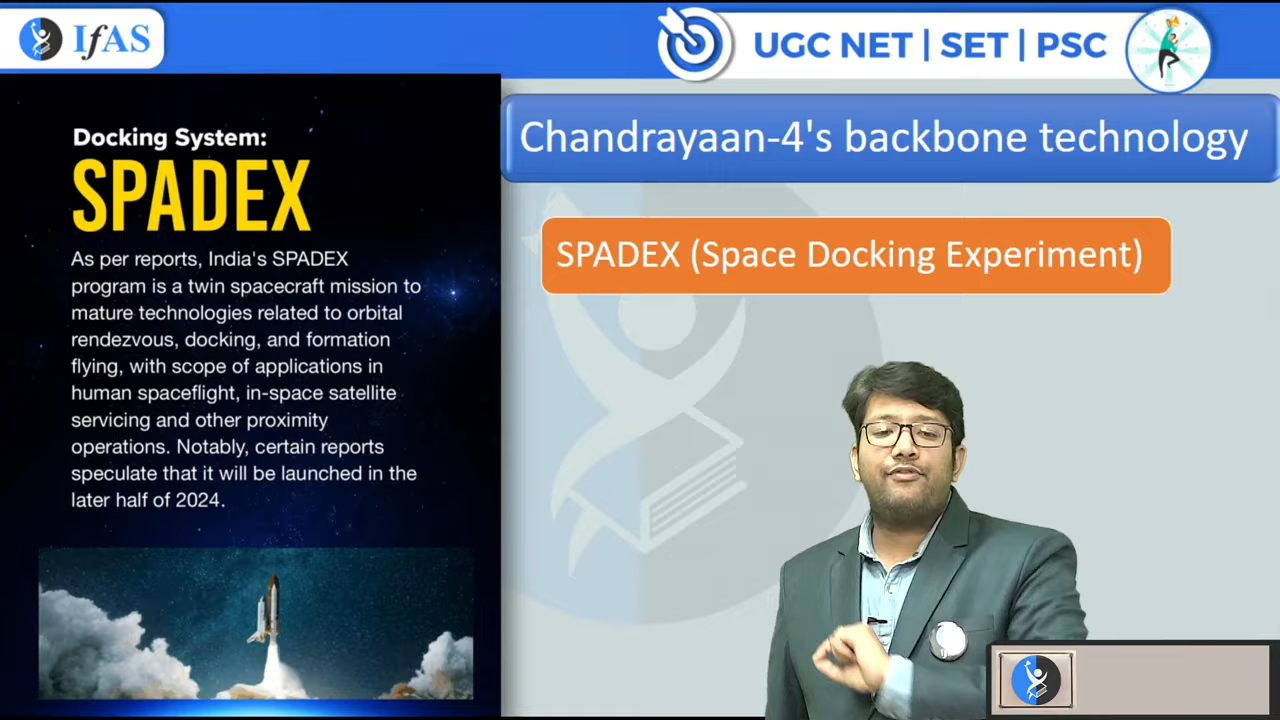 IfAS
UGC NET | SET | PSC
Docking System:
SPADEX
As per reports, India's SPADEX
program is a twin spacecraft mission to
mature technologies related to orbital
rendezvous, docking, and formation
flying, with scope of applications in
human spaceflight, in-space satellite
servicing and other proximity
operations. Notably, certain reports
speculate that it will be launched in the
later half of 2024.
Chandrayaan-4's backbone technology
SPADEX (Space Docking Experiment)